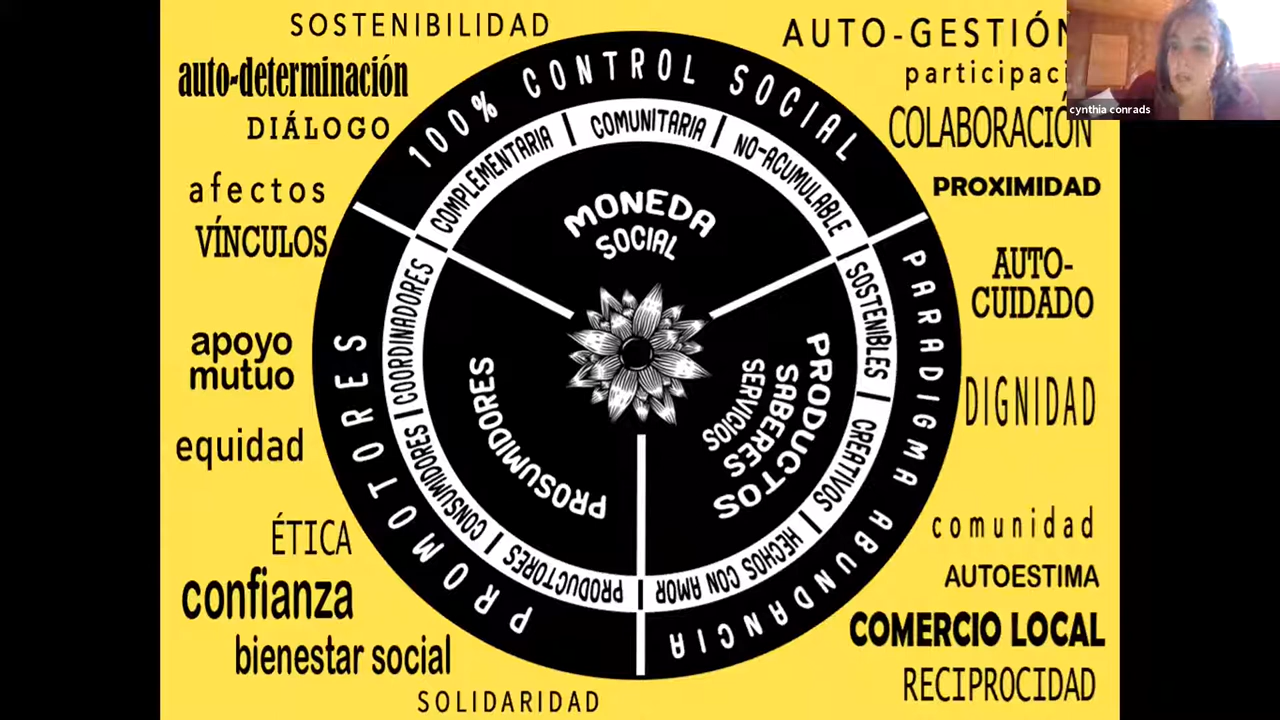 SOSTENIBILIDAD
auto-determinación
DIÁLOGO
afectos
VÍNCULOS
apoyo
mutuo
equidad
ÉTICA
confianza
bienestar social
SOLIDARIDAD
100% CONTROL SOCIAL
COMPLEMENTARIA | COMUNITARIA | NO-ACUMULABLE
MONEDA
SOCIAL
PARADIGMA ABUNDANCIA
SOSTENIBLES | CREATIVOS | HECHOS CON AMOR
PRODUCTOS
SABERES
SERVICIOS
PROMOTORES
PRODUCTORES | CONSUMIDORES | COORDINADORES
PROSUMIDORES
AUTO-GESTIÓN
participaci
COLABORACIÓN
PROXIMIDAD
AUTO-
CUIDADO
DIGNIDAD
comunidad
AUTOESTIMA
COMERCIO LOCAL
RECIPROCIDAD
cynthia conrads